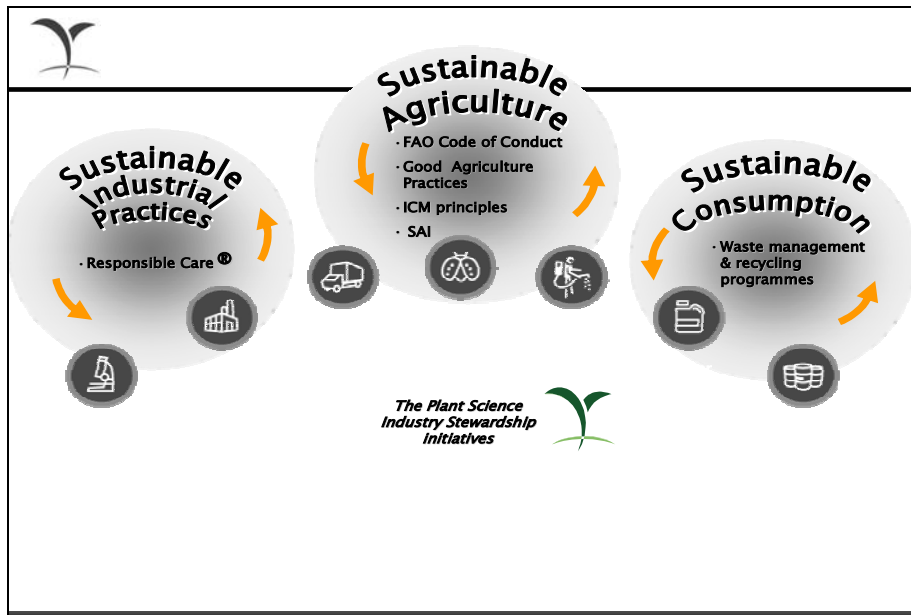 Sustainable
Industrial
Practices
· Responsible Care ®
Sustainable
Agriculture
· FAO Code of Conduct
· Good Agriculture
Practices
· ICM principles
· SAI
Sustainable
Consumption
· Waste management
& recycling
programmes
The Plant Science
Industry Stewardship
initiatives